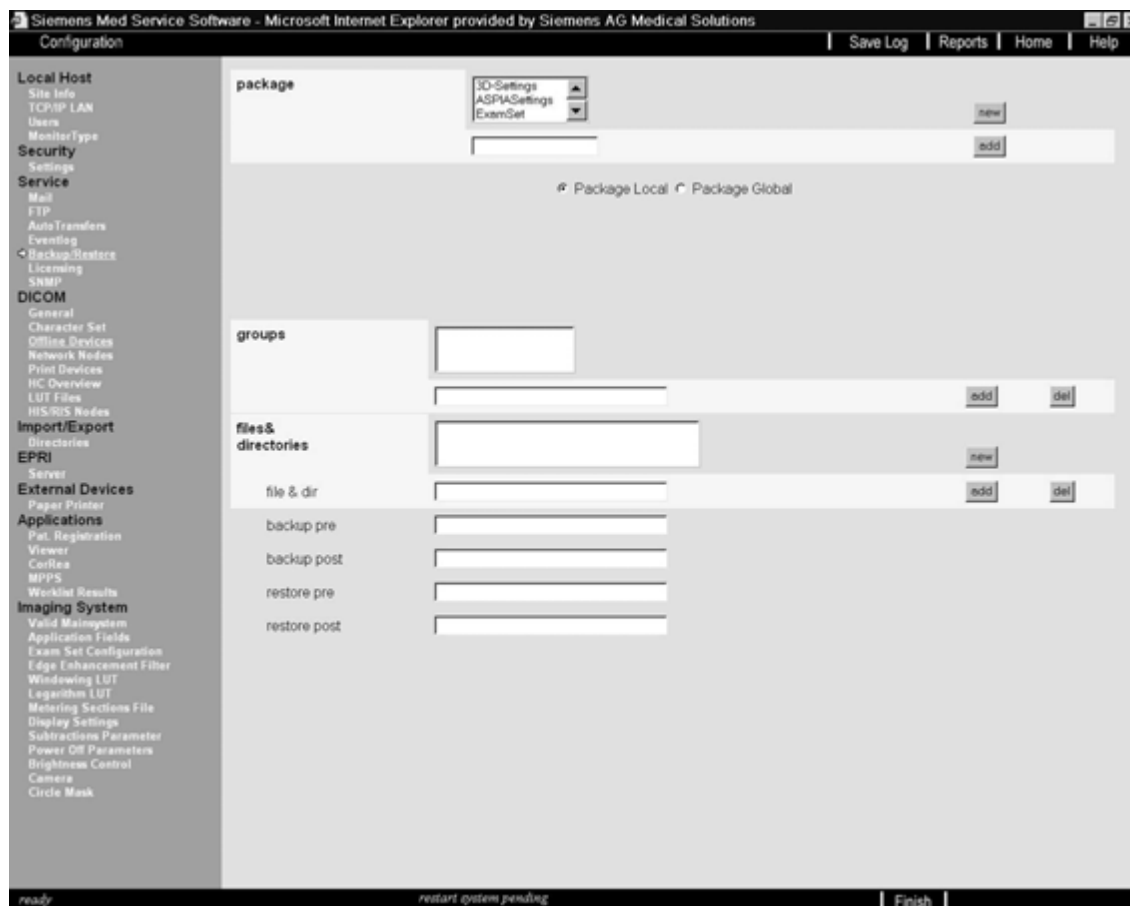 Siemens Med Service Software - Microsoft Internet Explorer provided by Siemens AG Medical Solutions
Configuration
Save Log
Reports
Home
Help
Local Host
Site Info
TCP/IP LAN
Users
MonitorType
Security
Settings
Service
Mail
FTP
AutoTransfers
Eventlog
Backup/Restore
Licensing
SNMP
DICOM
General
Character Set
Offline Devices
Network Nodes
Print Devices
HC Overview
LUT Files
HIS/RIS Nodes
Import/Export
Directories
EPRI
Server
External Devices
Paper Printer
Applications
Pat. Registration
Viewer
CorRea
MPPS
Worklist Results
Imaging System
Valid Mainsystem
Application Fields
Exam Set Configuration
Edge Enhancement Filter
Windowing LUT
Logarithm LUT
Metering Sections File
Display Settings
Subtractions Parameter
Power Off Parameters
Brightness Control
Camera
Circle Mask
package
3D-Settings
ASPIASettings
ExamSet
new
add
Package Local Package Global
groups
add del
files&
directories
new
file & dir
add del
backup pre
backup post
restore pre
restore post
ready
restart system pending
Finish